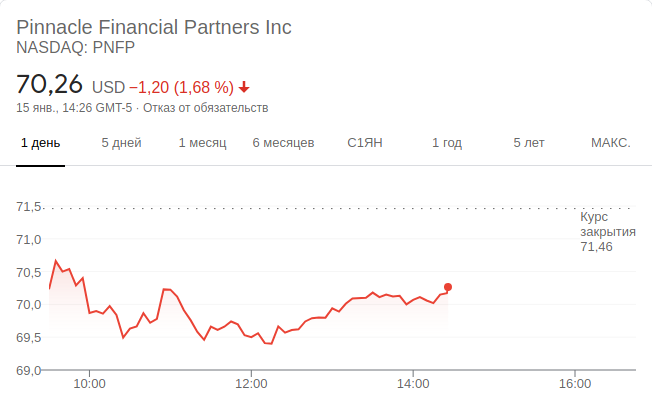 Pinnacle Financial Partners Inc
NASDAQ: PNFP
70,26 USD −1,20 (1,68 %)
15 янв., 14:26 GMT-5 · Отказ от обязательств
1 день 5 дней 1 месяц 6 месяцев С1ЯН 1 год 5 лет МАКС.
71,5
Курс
закрытия
71,46
71,0
70,5
70,0
69,5
69,0
10:00 12:00 14:00 16:00